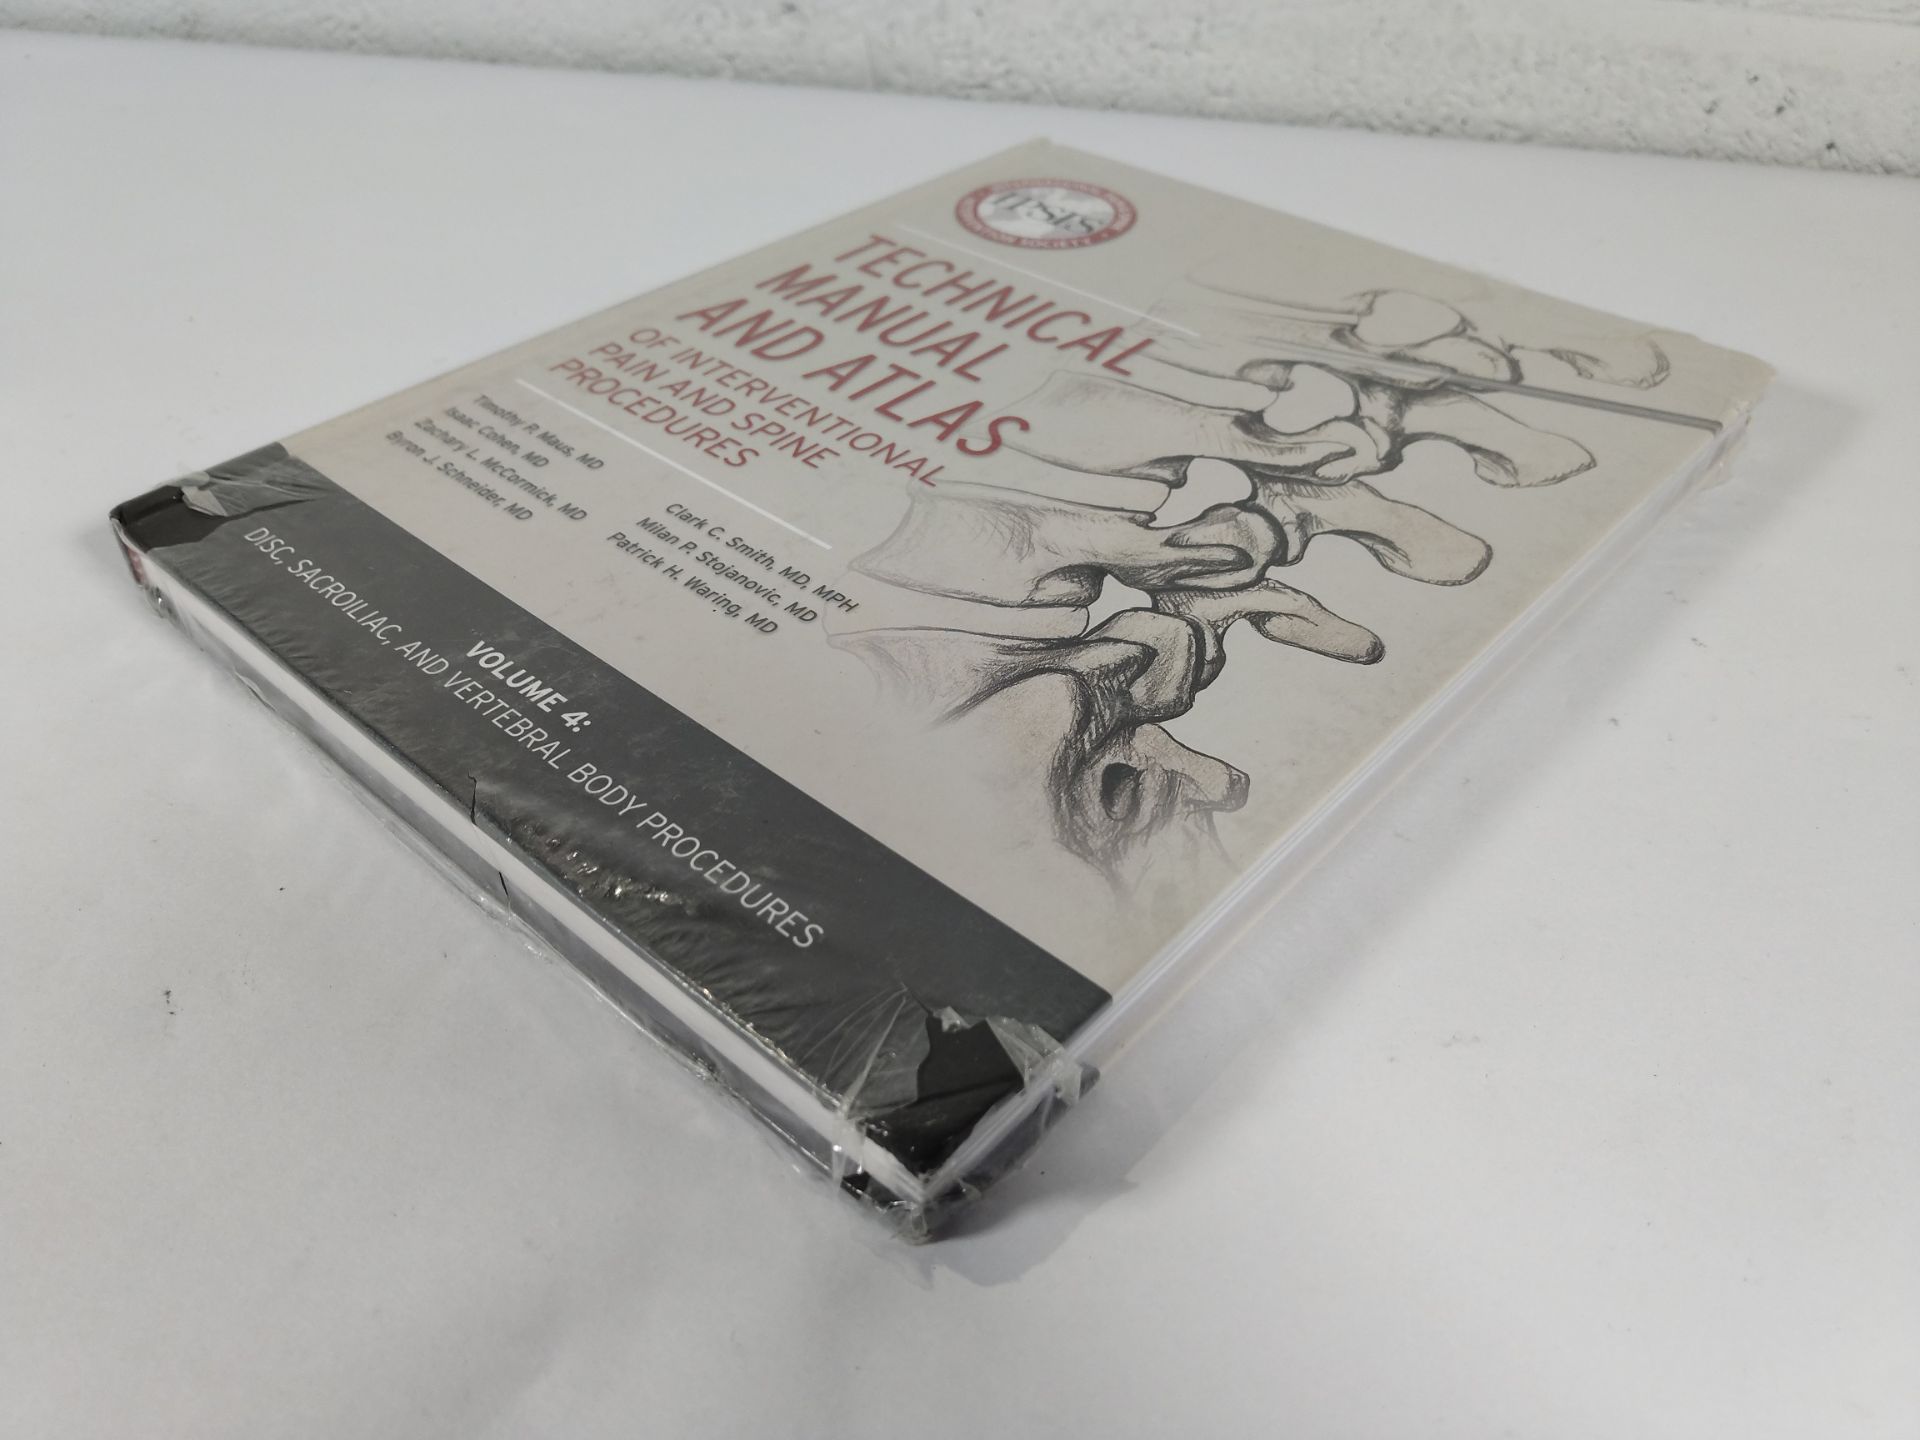 IPSIS
TECHNICAL
MANUAL
AND ATLAS
OF INTERVENTIONAL
PAIN AND SPINE
PROCEDURES
Timothy P. Maus, MD
Isaac Cohen, MD
Zachary L. McCormick, MD
Byron J. Schneider, MD
Clark C. Smith, MD, MPH
Milan P. Stojanovic, MD
Patrick H. Waring, MD
VOLUME 4:
DISC, SACROILIAC, AND VERTEBRAL BODY PROCEDURES